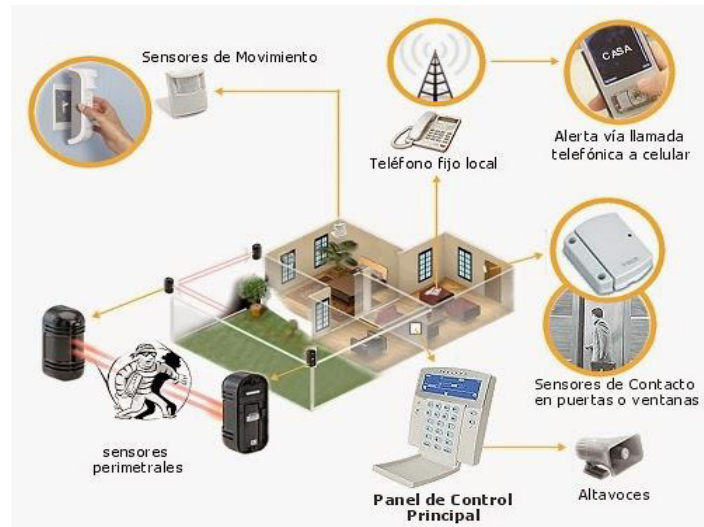 Sensores de Movimiento
CASA
Alerta vía llamada
telefónica a celular
Teléfono fijo local
Sensores de Contacto
en puertas o ventanas
sensores
perimetrales
Panel de Control
Principal
Altavoces